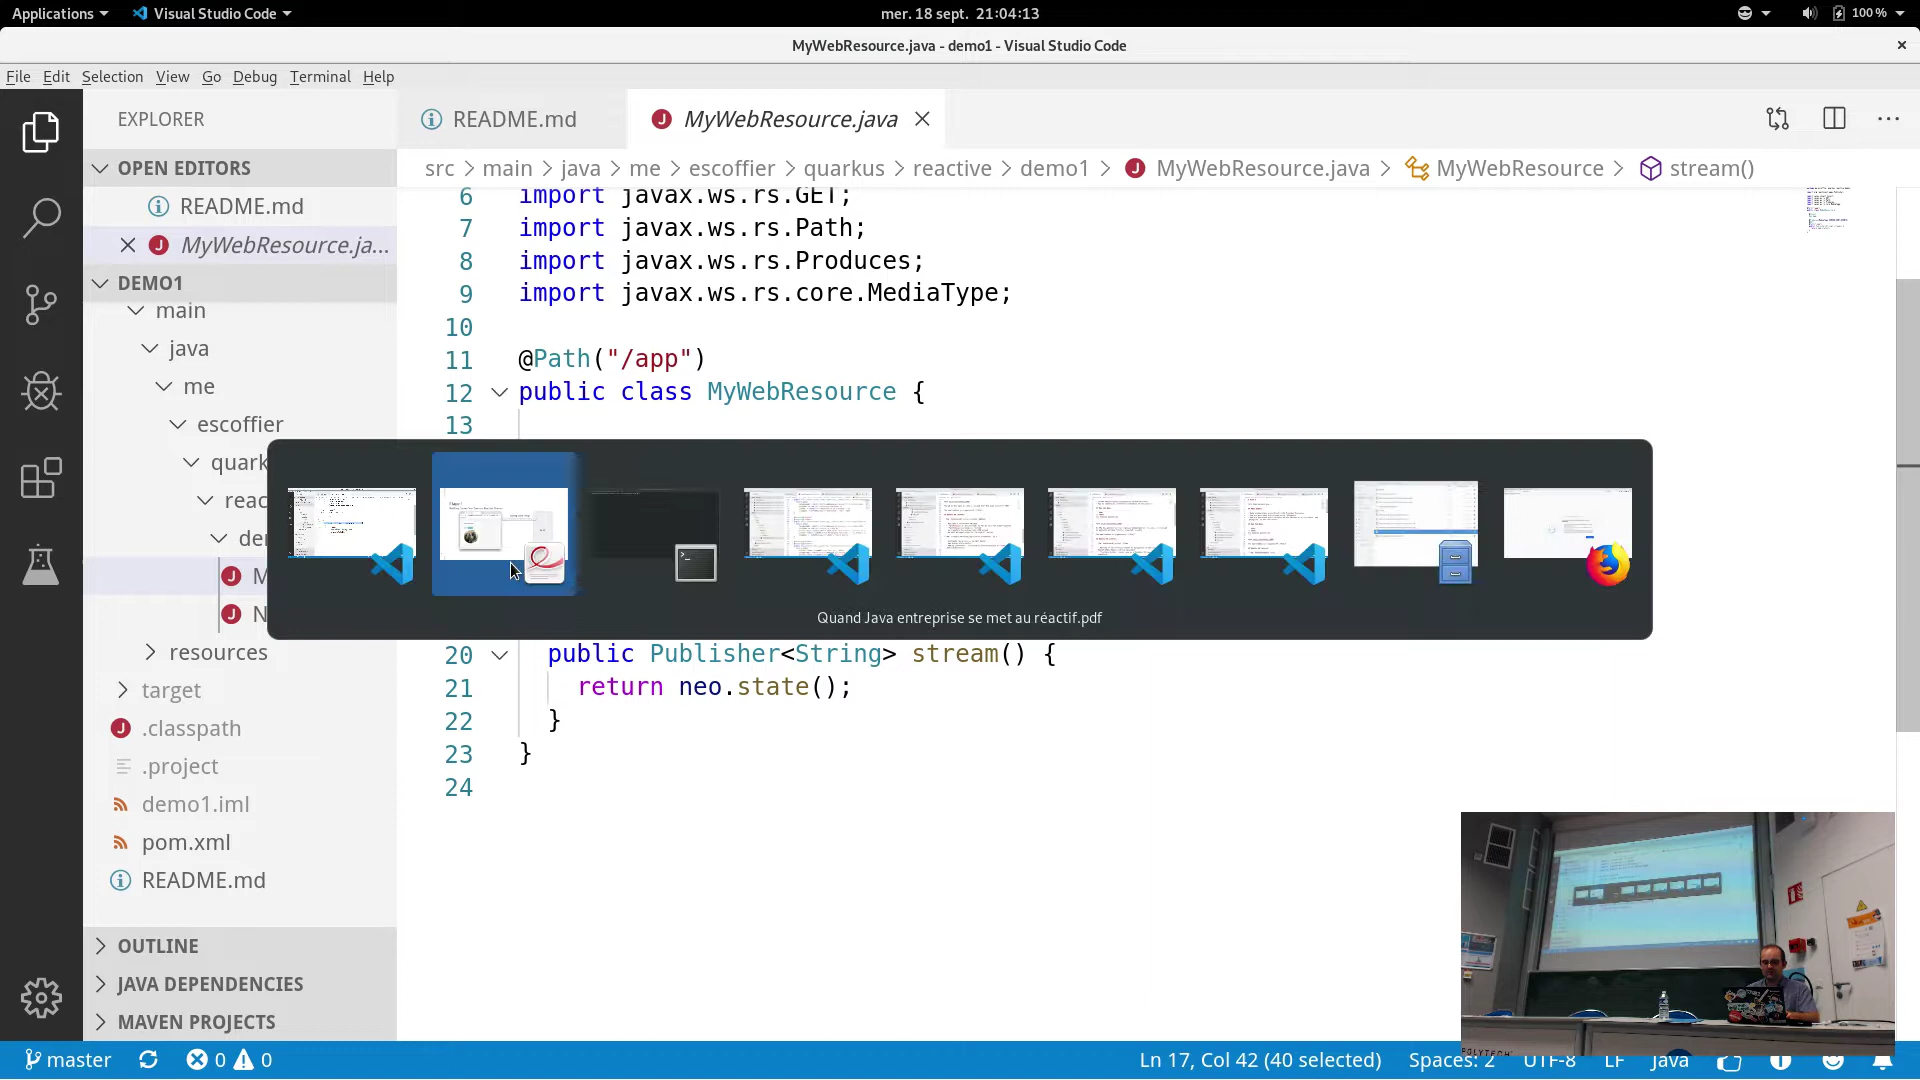 Applications
Visual Studio Code
mer. 18 sept. 21:04:13
100 %
MyWebResource.java - demo1 - Visual Studio Code
File Edit Selection View Go Debug Terminal Help
EXPLORER
README.md
MyWebResource.java
OPEN EDITORS
README.md
MyWebResource.ja...
DEMO1
main
java
me
escoffier
quark
reac
der
M
N
resources
target
.classpath
.project
demo1.iml
pom.xml
README.md
OUTLINE
JAVA DEPENDENCIES
MAVEN PROJECTS
src > main > java > me > escoffier > quarkus > reactive > demo1 > MyWebResource.java > MyWebResource > stream()
6 import javax.ws.rs.GET;
7 import javax.ws.rs.Path;
8 import javax.ws.rs.Produces;
9 import javax.ws.rs.core.MediaType;
10
11 @Path("/app")
12 public class MyWebResource {
13
Quand Java entreprise se met au réactif.pdf
20 public Publisher<String> stream() {
21 return neo.state();
22 }
23 }
24
master 0 0
Ln 17, Col 42 (40 selected) Spaces: 2 UTF-8 LF Java